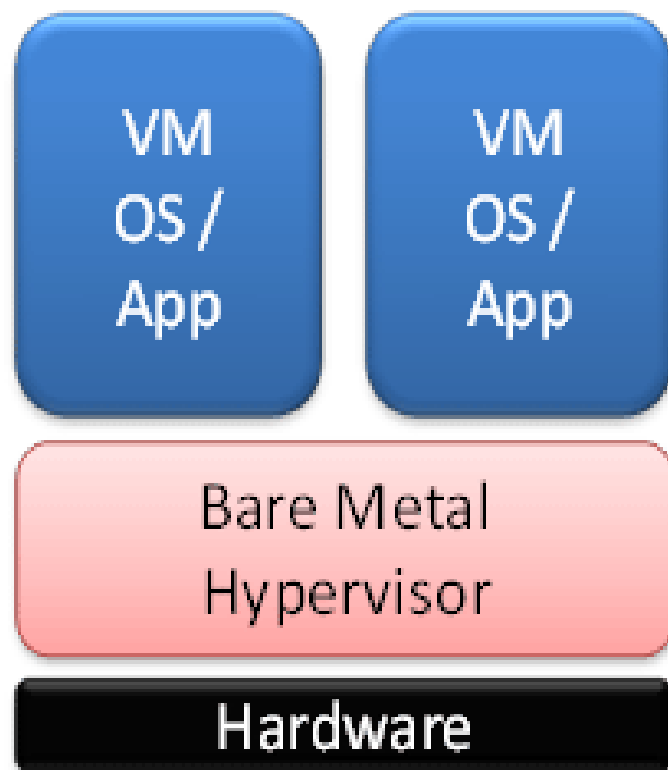 VM
OS /
App
VM
OS /
App
Bare Metal
Hypervisor
Hardware